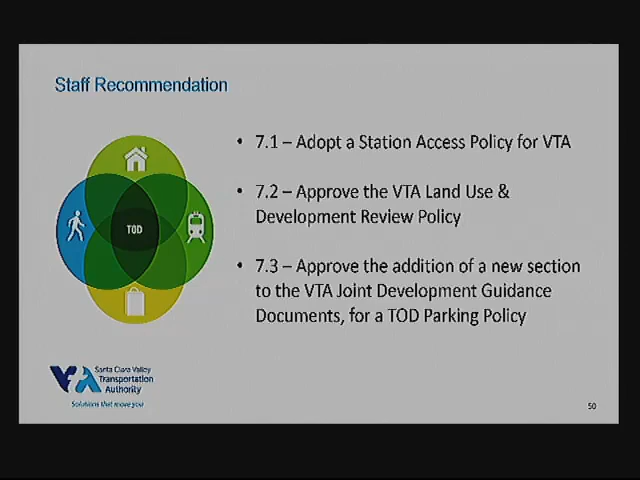 Staff Recommendation
• 7.1 – Adopt a Station Access Policy for VTA
• 7.2 – Approve the VTA Land Use &
Development Review Policy
• 7.3 – Approve the addition of a new section
to the VTA Joint Development Guidance
Documents, for a TOD Parking Policy
TOD
VTA
Santa Clara Valley
Transportation
Authority
Solutions that move you
50